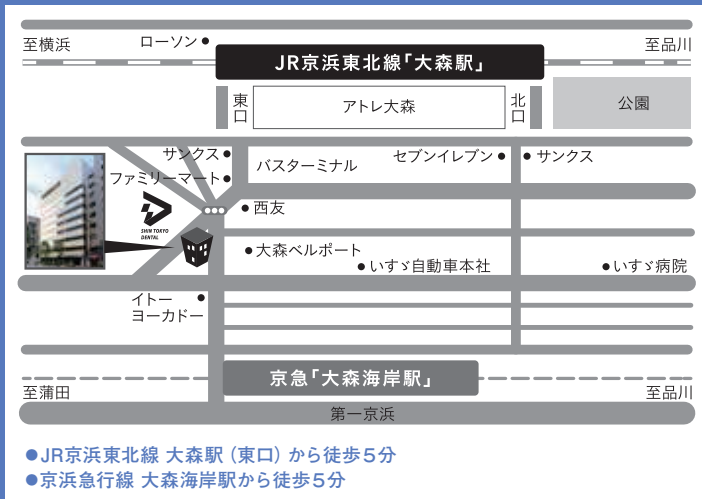 至横浜
ローソン
JR京浜東北線「大森駅」
至品川
東口
アトレ大森
北口
公園
サンクス
バスターミナル
セブンイレブン
サンクス
ファミリーマート
SHIN TOKYO
DENTAL
西友
大森ベルポート
いすゞ自動車本社
いすゞ病院
イトー
ヨーカドー
京急「大森海岸駅」
至蒲田
至品川
第一京浜
●JR京浜東北線 大森駅（東口）から徒歩5分
●京浜急行線 大森海岸駅から徒歩5分